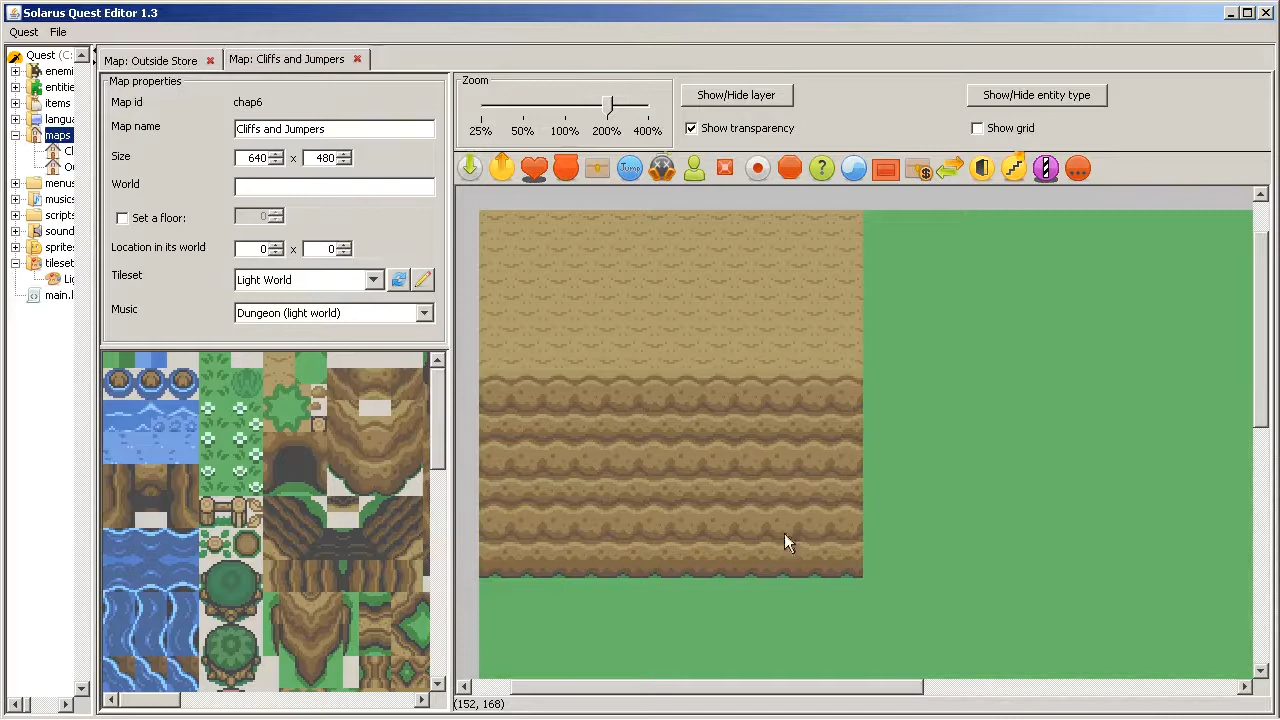 Solarus Quest Editor 1.3
Quest File
Quest (C:
enemi
entitie
items
langua
maps
Cl
O
menus
musics
scripts
sound
sprites
tileset
Li
main.l
Map: Outside Store
Map: Cliffs and Jumpers
Map properties
Map id chap6
Map name Cliffs and Jumpers
Size 640 x 480
World
Set a floor: 0
Location in its world 0 x 0
Tileset Light World
Music Dungeon (light world)
Zoom
25% 50% 100% 200% 400%
Show/Hide layer
Show transparency
Show/Hide entity type
Show grid
Jump
?
$
(152, 168)